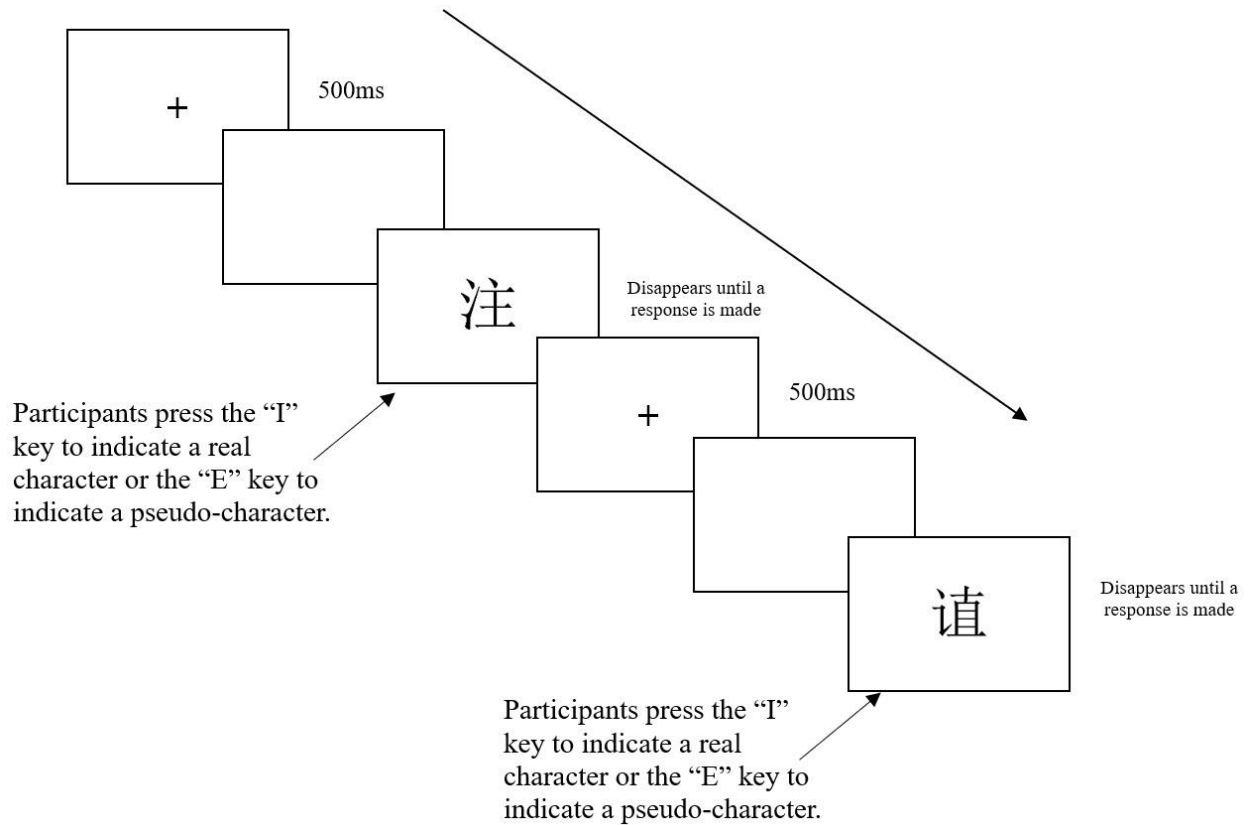 +
500ms
注
Disappears until a
response is made
Participants press the “I”
key to indicate a real
character or the “E” key to
indicate a pseudo-character.
+
500ms
Disappears until a
response is made
Participants press the “I”
key to indicate a real
character or the “E” key to
indicate a pseudo-character.